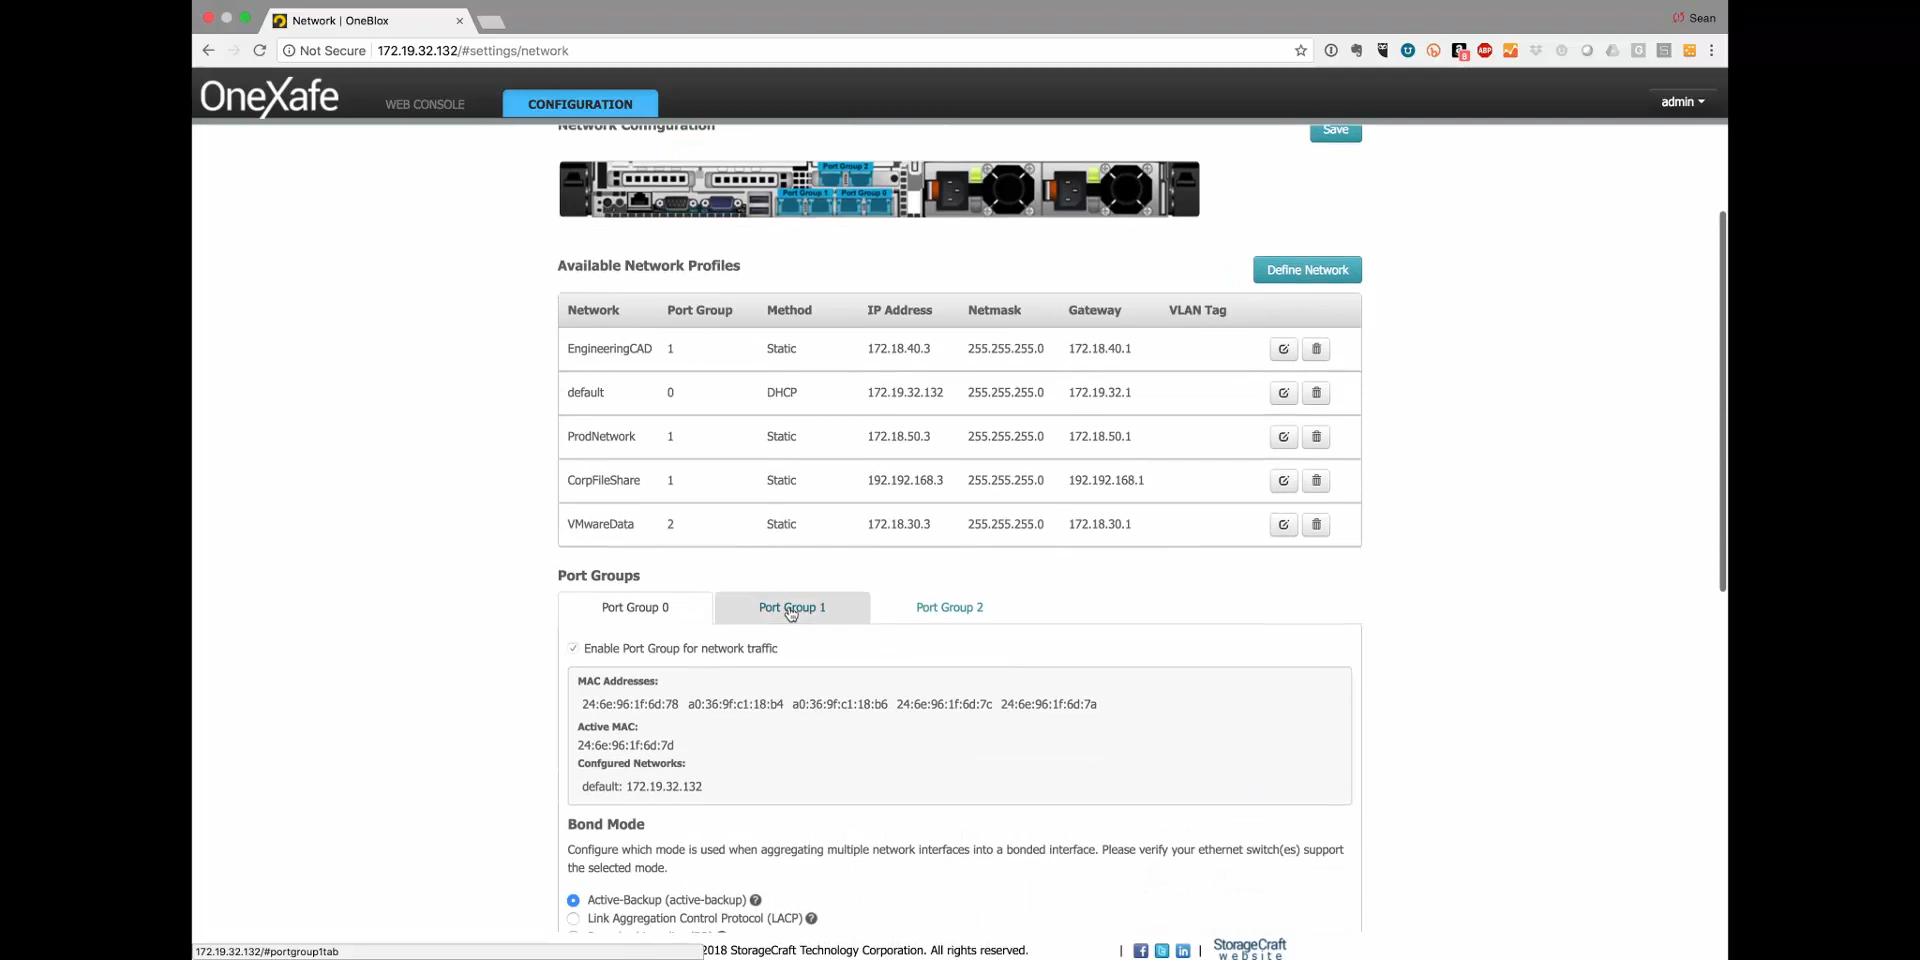 Network | OneBlox
Sean
Not Secure 172.19.32.132/#settings/network
OneXafe
WEB CONSOLE
CONFIGURATION
admin
Network Configuration
Save
Port Group 2
Port Group 1
Port Group 0
Available Network Profiles
Define Network
Network Port Group Method IP Address Netmask Gateway VLAN Tag
EngineeringCAD 1 Static 172.18.40.3 255.255.255.0 172.18.40.1
default 0 DHCP 172.19.32.132 255.255.255.0 172.19.32.1
ProdNetwork 1 Static 172.18.50.3 255.255.255.0 172.18.50.1
CorpFileShare 1 Static 192.192.168.3 255.255.255.0 192.192.168.1
VMwareData 2 Static 172.18.30.3 255.255.255.0 172.18.30.1
Port Groups
Port Group 0 Port Group 1 Port Group 2
Enable Port Group for network traffic
MAC Addresses:
24:6e:96:1f:6d:78 a0:36:9f:c1:18:b4 a0:36:9f:c1:18:b6 24:6e:96:1f:6d:7c 24:6e:96:1f:6d:7a
Active MAC:
24:6e:96:1f:6d:7d
Confgured Networks:
default: 172.19.32.132
Bond Mode
Configure which mode is used when aggregating multiple network interfaces into a bonded interface. Please verify your ethernet switch(es) support
the selected mode.
Active-Backup (active-backup)
Link Aggregation Control Protocol (LACP)
172.19.32.132/#portgroup1tab
2018 StorageCraft Technology Corporation. All rights reserved.
StorageCraft
website